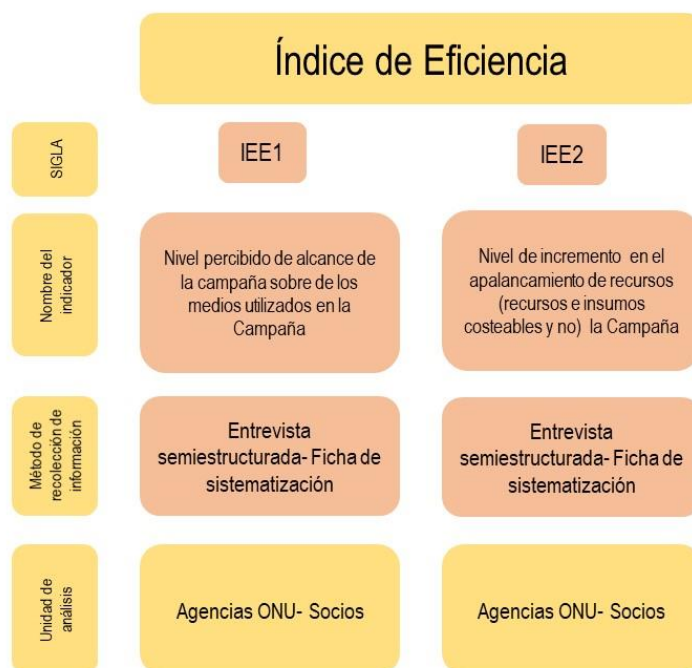 Índice de Eficiencia
SIGLA
IEE1
IEE2
Nombre del
indicador
Nivel percibido de alcance de
la campaña sobre de los
medios utilizados en la
Campaña
Nivel de incremento en el
apalancamiento de recursos
(recursos e insumos
costeables y no) la Campaña
Método de
recolección de
información
Entrevista
semiestructurada- Ficha de
sistematización
Entrevista
semiestructurada- Ficha de
sistematización
Unidad de
análisis
Agencias ONU- Socios
Agencias ONU- Socios